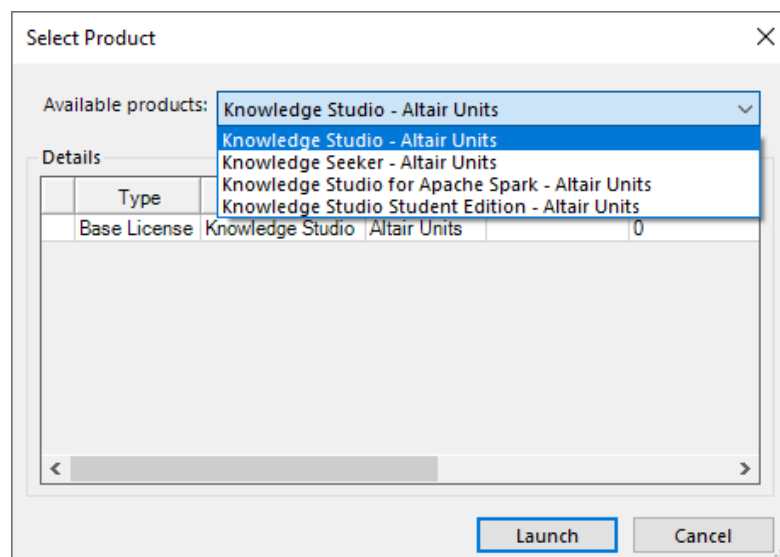 Select Product
Available products: Knowledge Studio - Altair Units
Knowledge Studio - Altair Units
Knowledge Seeker - Altair Units
Knowledge Studio for Apache Spark - Altair Units
Knowledge Studio Student Edition - Altair Units
Details
Type
Base License Knowledge Studio Altair Units 0
Launch Cancel